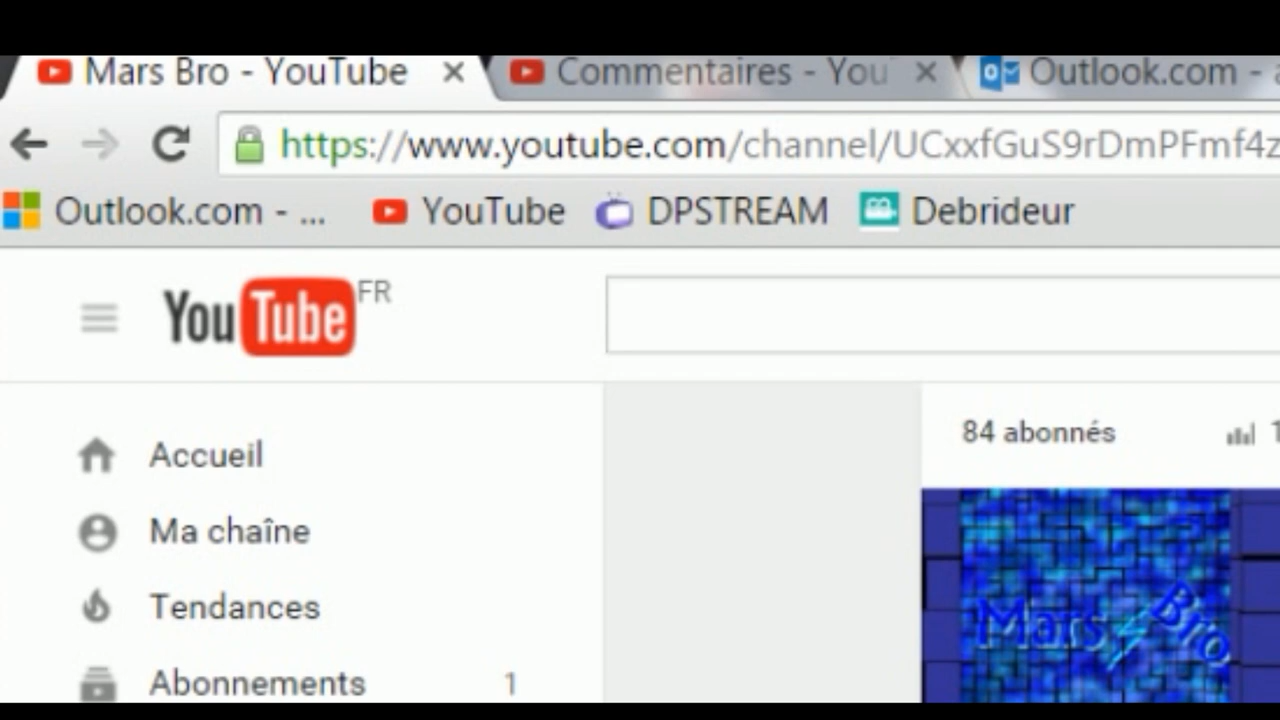 Mars Bro - YouTube Commentaires - You Outlook.com -
https://www.youtube.com/channel/UCxxfGuS9rDmPFmf4z
Outlook.com - ... YouTube DPSTREAM Debrideur
YouTube FR
84 abonnés
Accueil
Ma chaîne
Tendances
Abonnements 1
Mars Bro